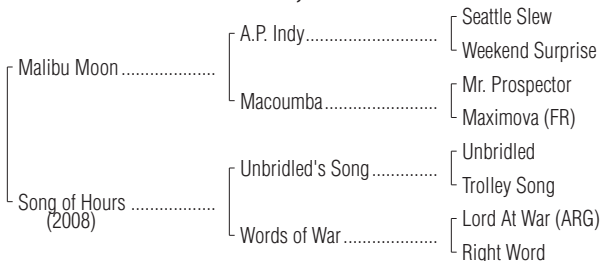 Seattle Slew
A.P. Indy
Weekend Surprise
Malibu Moon
Mr. Prospector
Macoumba
Maximova (FR)
Unbridled
Unbridled's Song
Trolley Song
Song of Hours
(2008)
Lord At War (ARG)
Words of War
Right Word